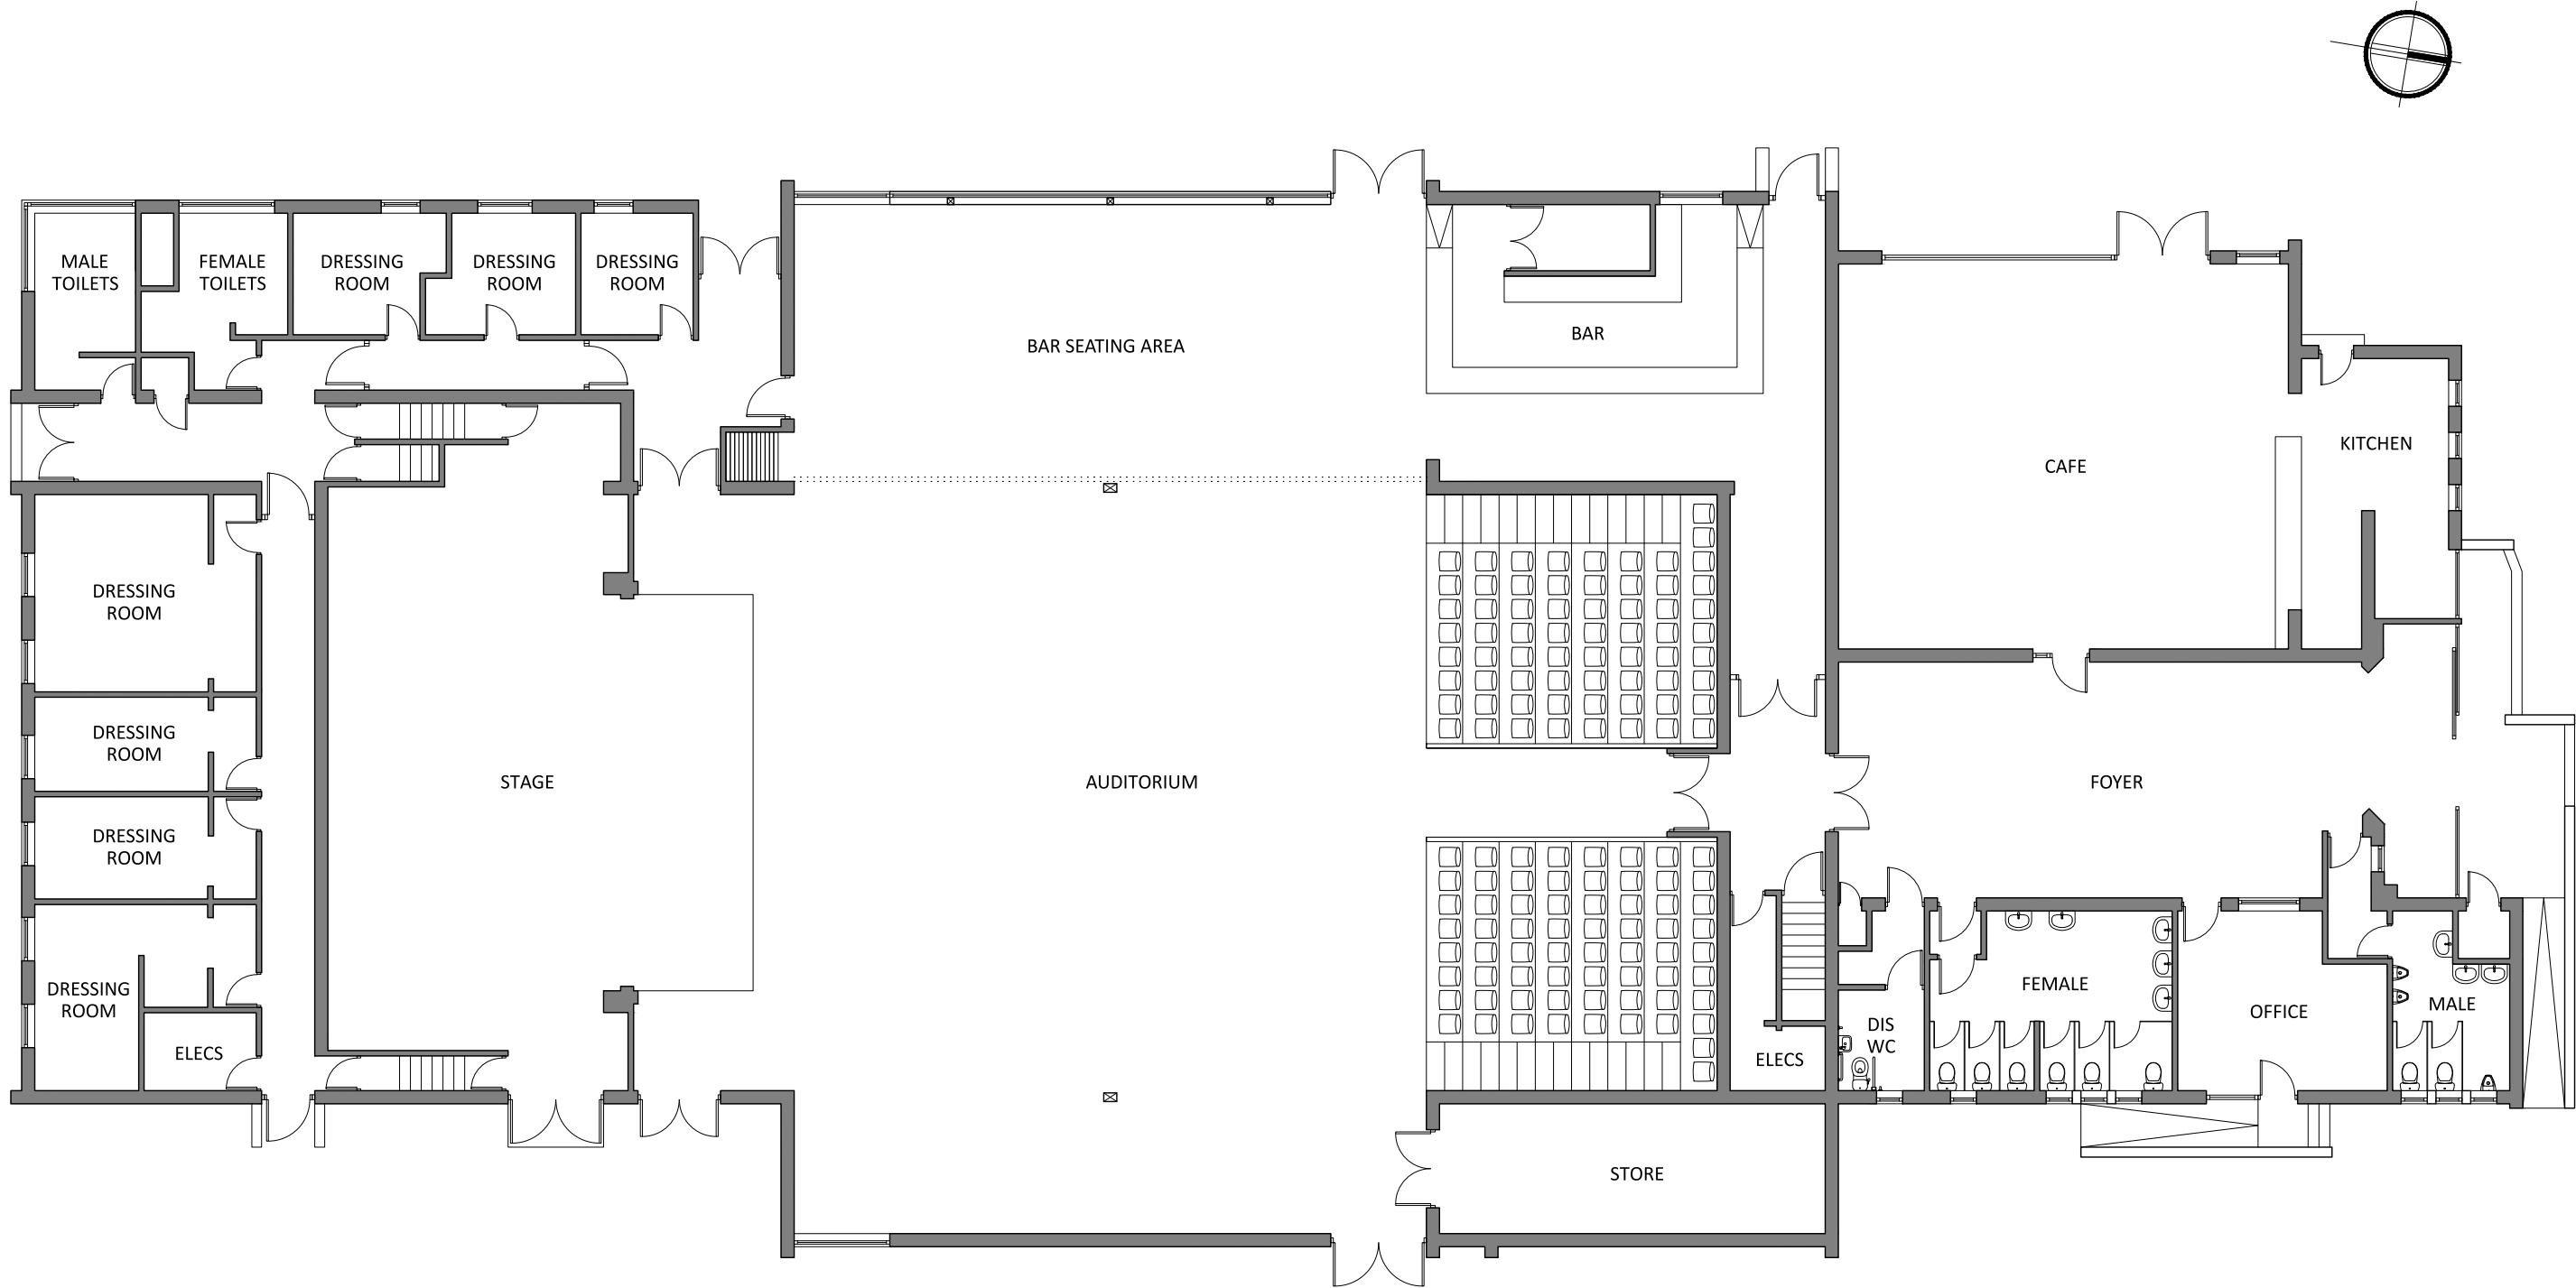 MALE
TOILETS
FEMALE
TOILETS
DRESSING
ROOM
DRESSING
ROOM
DRESSING
ROOM
BAR SEATING AREA
BAR
CAFE
KITCHEN
DRESSING
ROOM
DRESSING
ROOM
DRESSING
ROOM
DRESSING
ROOM
ELECS
STAGE
AUDITORIUM
FOYER
ELECS
DIS
WC
FEMALE
OFFICE
MALE
STORE